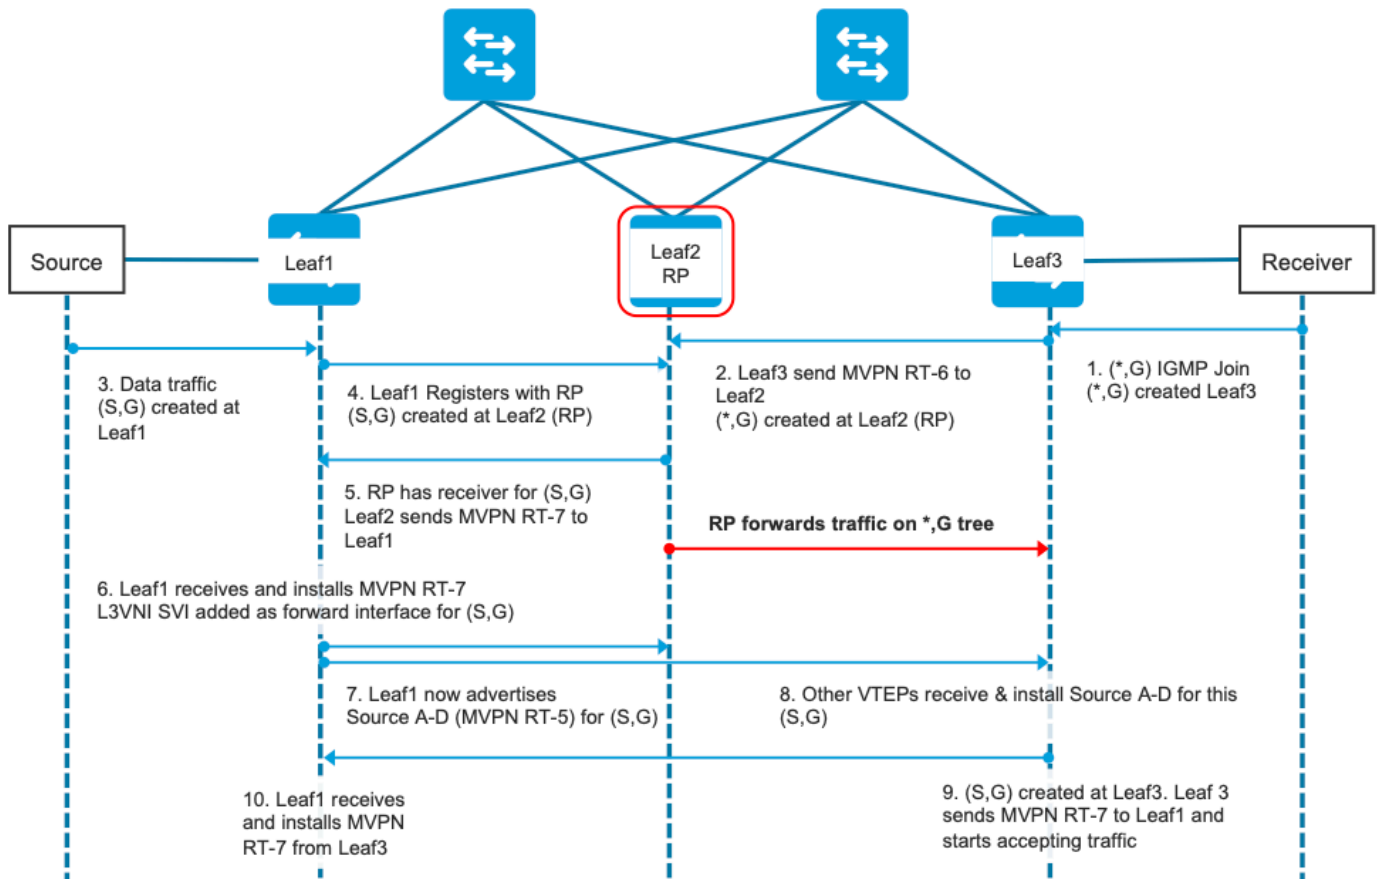 Source
Leaf1
Leaf2
RP
Leaf3
Receiver
1. (*,G) IGMP Join
(*,G) created Leaf3
2. Leaf3 send MVPN RT-6 to
Leaf2
(*,G) created at Leaf2 (RP)
3. Data traffic
(S,G) created at
Leaf1
4. Leaf1 Registers with RP
(S,G) created at Leaf2 (RP)
5. RP has receiver for (S,G)
Leaf2 sends MVPN RT-7 to
Leaf1
RP forwards traffic on *,G tree
6. Leaf1 receives and installs MVPN RT-7
L3VNI SVI added as forward interface for (S,G)
7. Leaf1 now advertises
Source A-D (MVPN RT-5) for (S,G)
8. Other VTEPs receive & install Source A-D for this
(S,G)
9. (S,G) created at Leaf3. Leaf 3
sends MVPN RT-7 to Leaf1 and
starts accepting traffic
10. Leaf1 receives
and installs MVPN
RT-7 from Leaf3